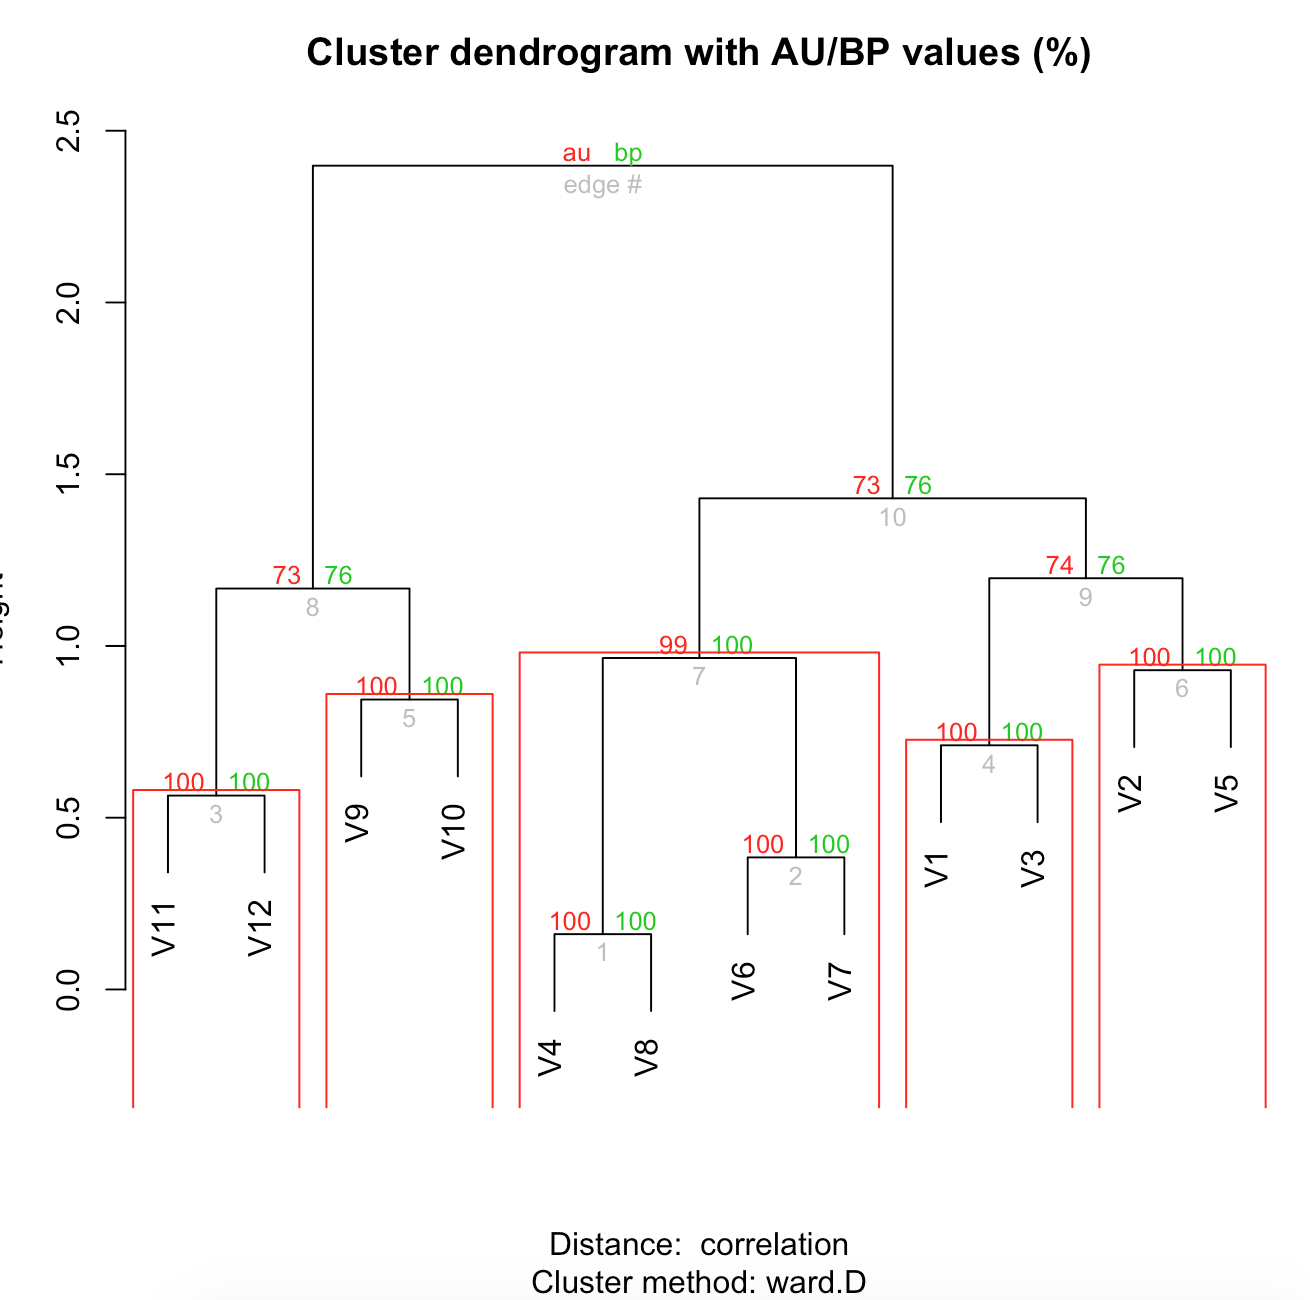 Cluster dendrogram with AU/BP values (%)
2.5
au bp
edge #
2.0
1.5
73 76
10
74 76
9
73 76
8
1.0
99 100
7
100 100
6
100 100
5
100 100
4
100 100
3
0.5
100 100
2
100 100
1
0.0
V11
V12
V9
V10
V4
V8
V6
V7
V1
V3
V2
V5
Distance: correlation
Cluster method: ward.D